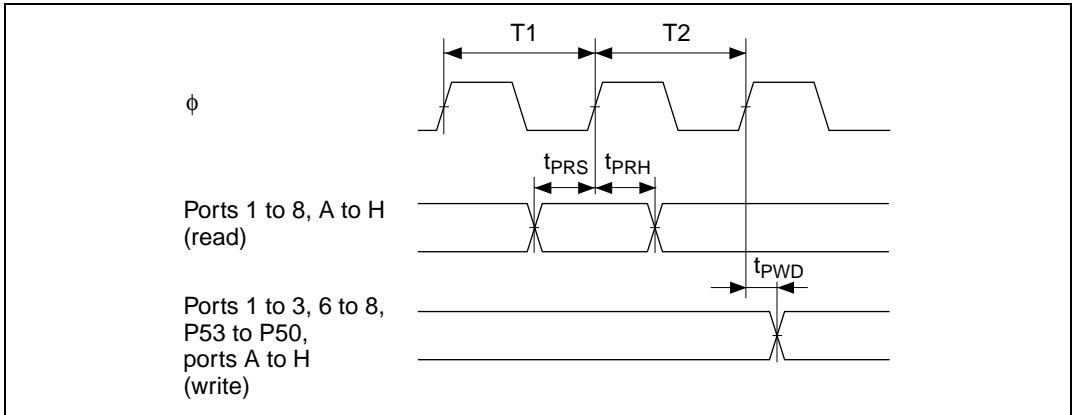 T1 T2
ϕ
tPRS tPRH
Ports 1 to 8, A to H
(read)
tPWD
Ports 1 to 3, 6 to 8,
P53 to P50,
ports A to H
(write)